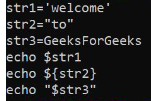 str1='welcome'
str2="to"
str3=GeeksForGeeks
echo $str1
echo ${str2}
echo "$str3"